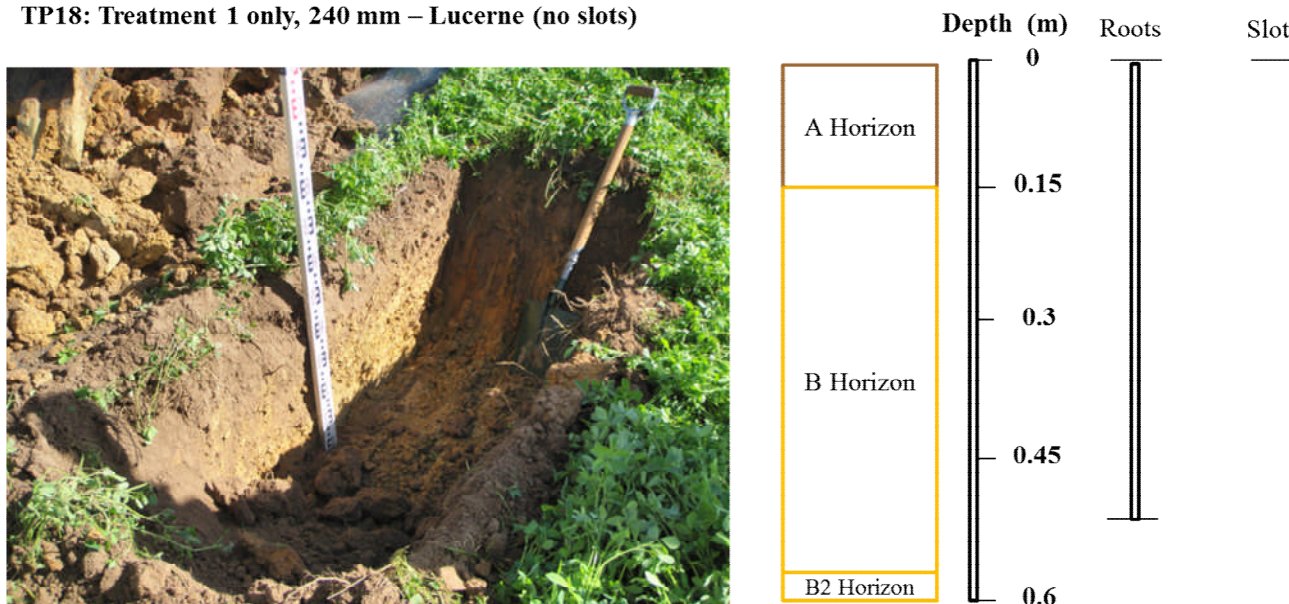 TP18: Treatment 1 only, 240 mm – Lucerne (no slots)
Depth (m)
Roots
Slot
0
A Horizon
0.15
0.3
B Horizon
0.45
B2 Horizon
0.6